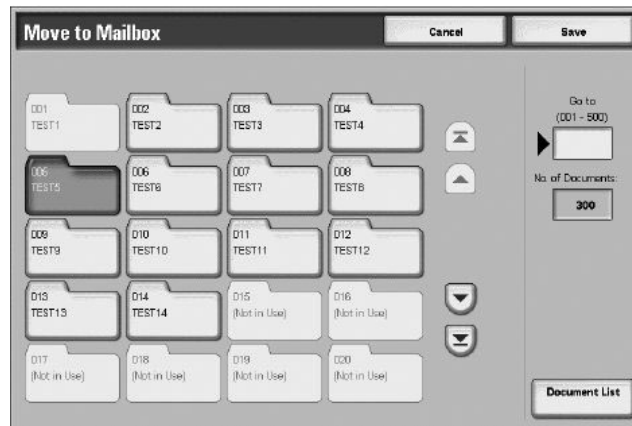 Move to Mailbox
Cancel
Save
001
TEST1
002
TEST2
003
TEST3
004
TEST4
005
TEST5
006
TEST6
007
TEST7
008
TEST8
009
TEST9
010
TEST10
011
TEST11
012
TEST12
013
TEST13
014
TEST14
015
(Not in Use)
016
(Not in Use)
017
(Not in Use)
018
(Not in Use)
019
(Not in Use)
020
(Not in Use)
Go to
(001 - 500)
No. of Documents:
300
Document List